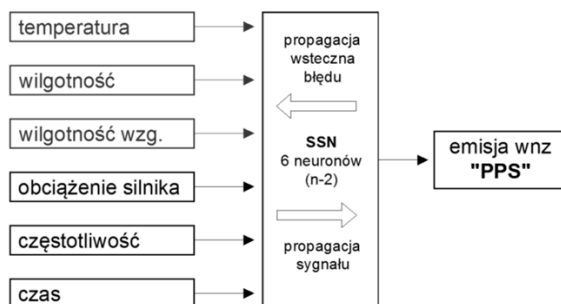 temperatura
wilgotność
wilgotność wzg.
obciążenie silnika
częstotliwość
czas
propagacja
wsteczna
błędu
SSN
6 neuronów
(n-2)
propagacja
sygnału
emisja wnz
"PPS"